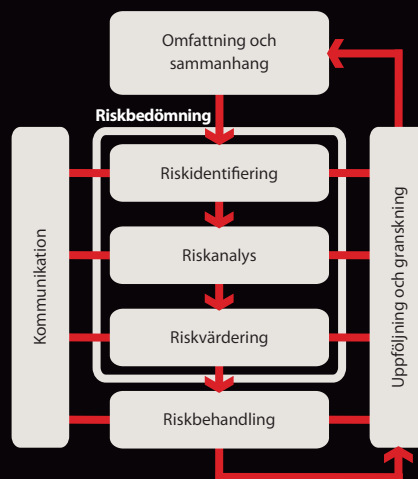 Omfattning och
sammanhang
Riskbedömning
Riskidentifiering
Riskanalys
Riskvärdering
Riskbehandling
Kommunikation
Uppföljning och granskning